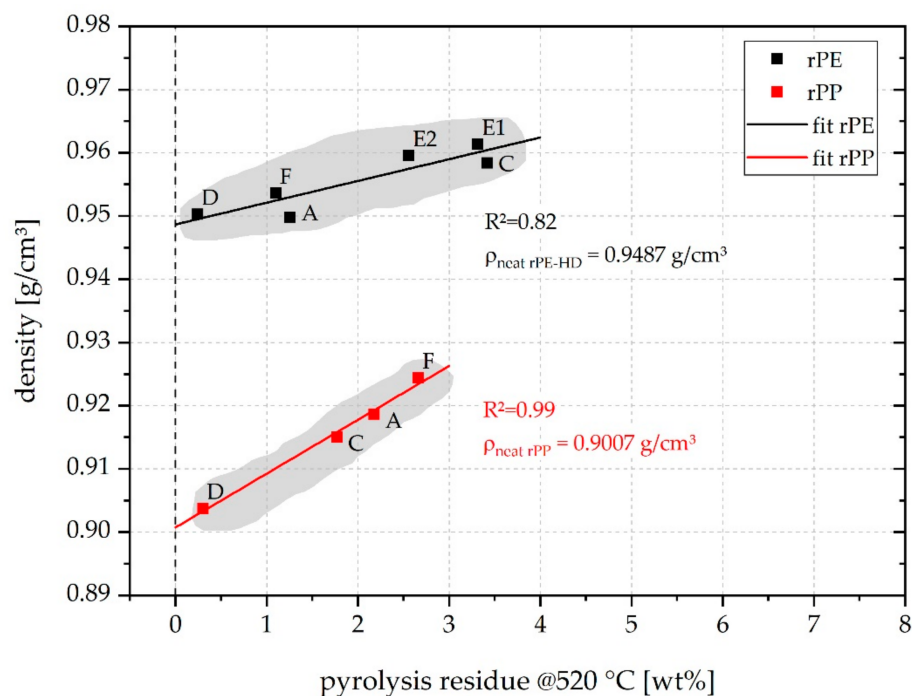 0.98
0.97
0.96
0.95
0.94
0.93
0.92
0.91
0.90
0.89
density [g/cm³]
rPE
rPP
fit rPE
fit rPP
E1
E2
C
F
D
A
R²=0.82
ρneat rPE-HD = 0.9487 g/cm³
F
R²=0.99
A
ρneat rPP = 0.9007 g/cm³
C
D
0 1 2 3 4 5 6 7 8
pyrolysis residue @520 °C [wt%]